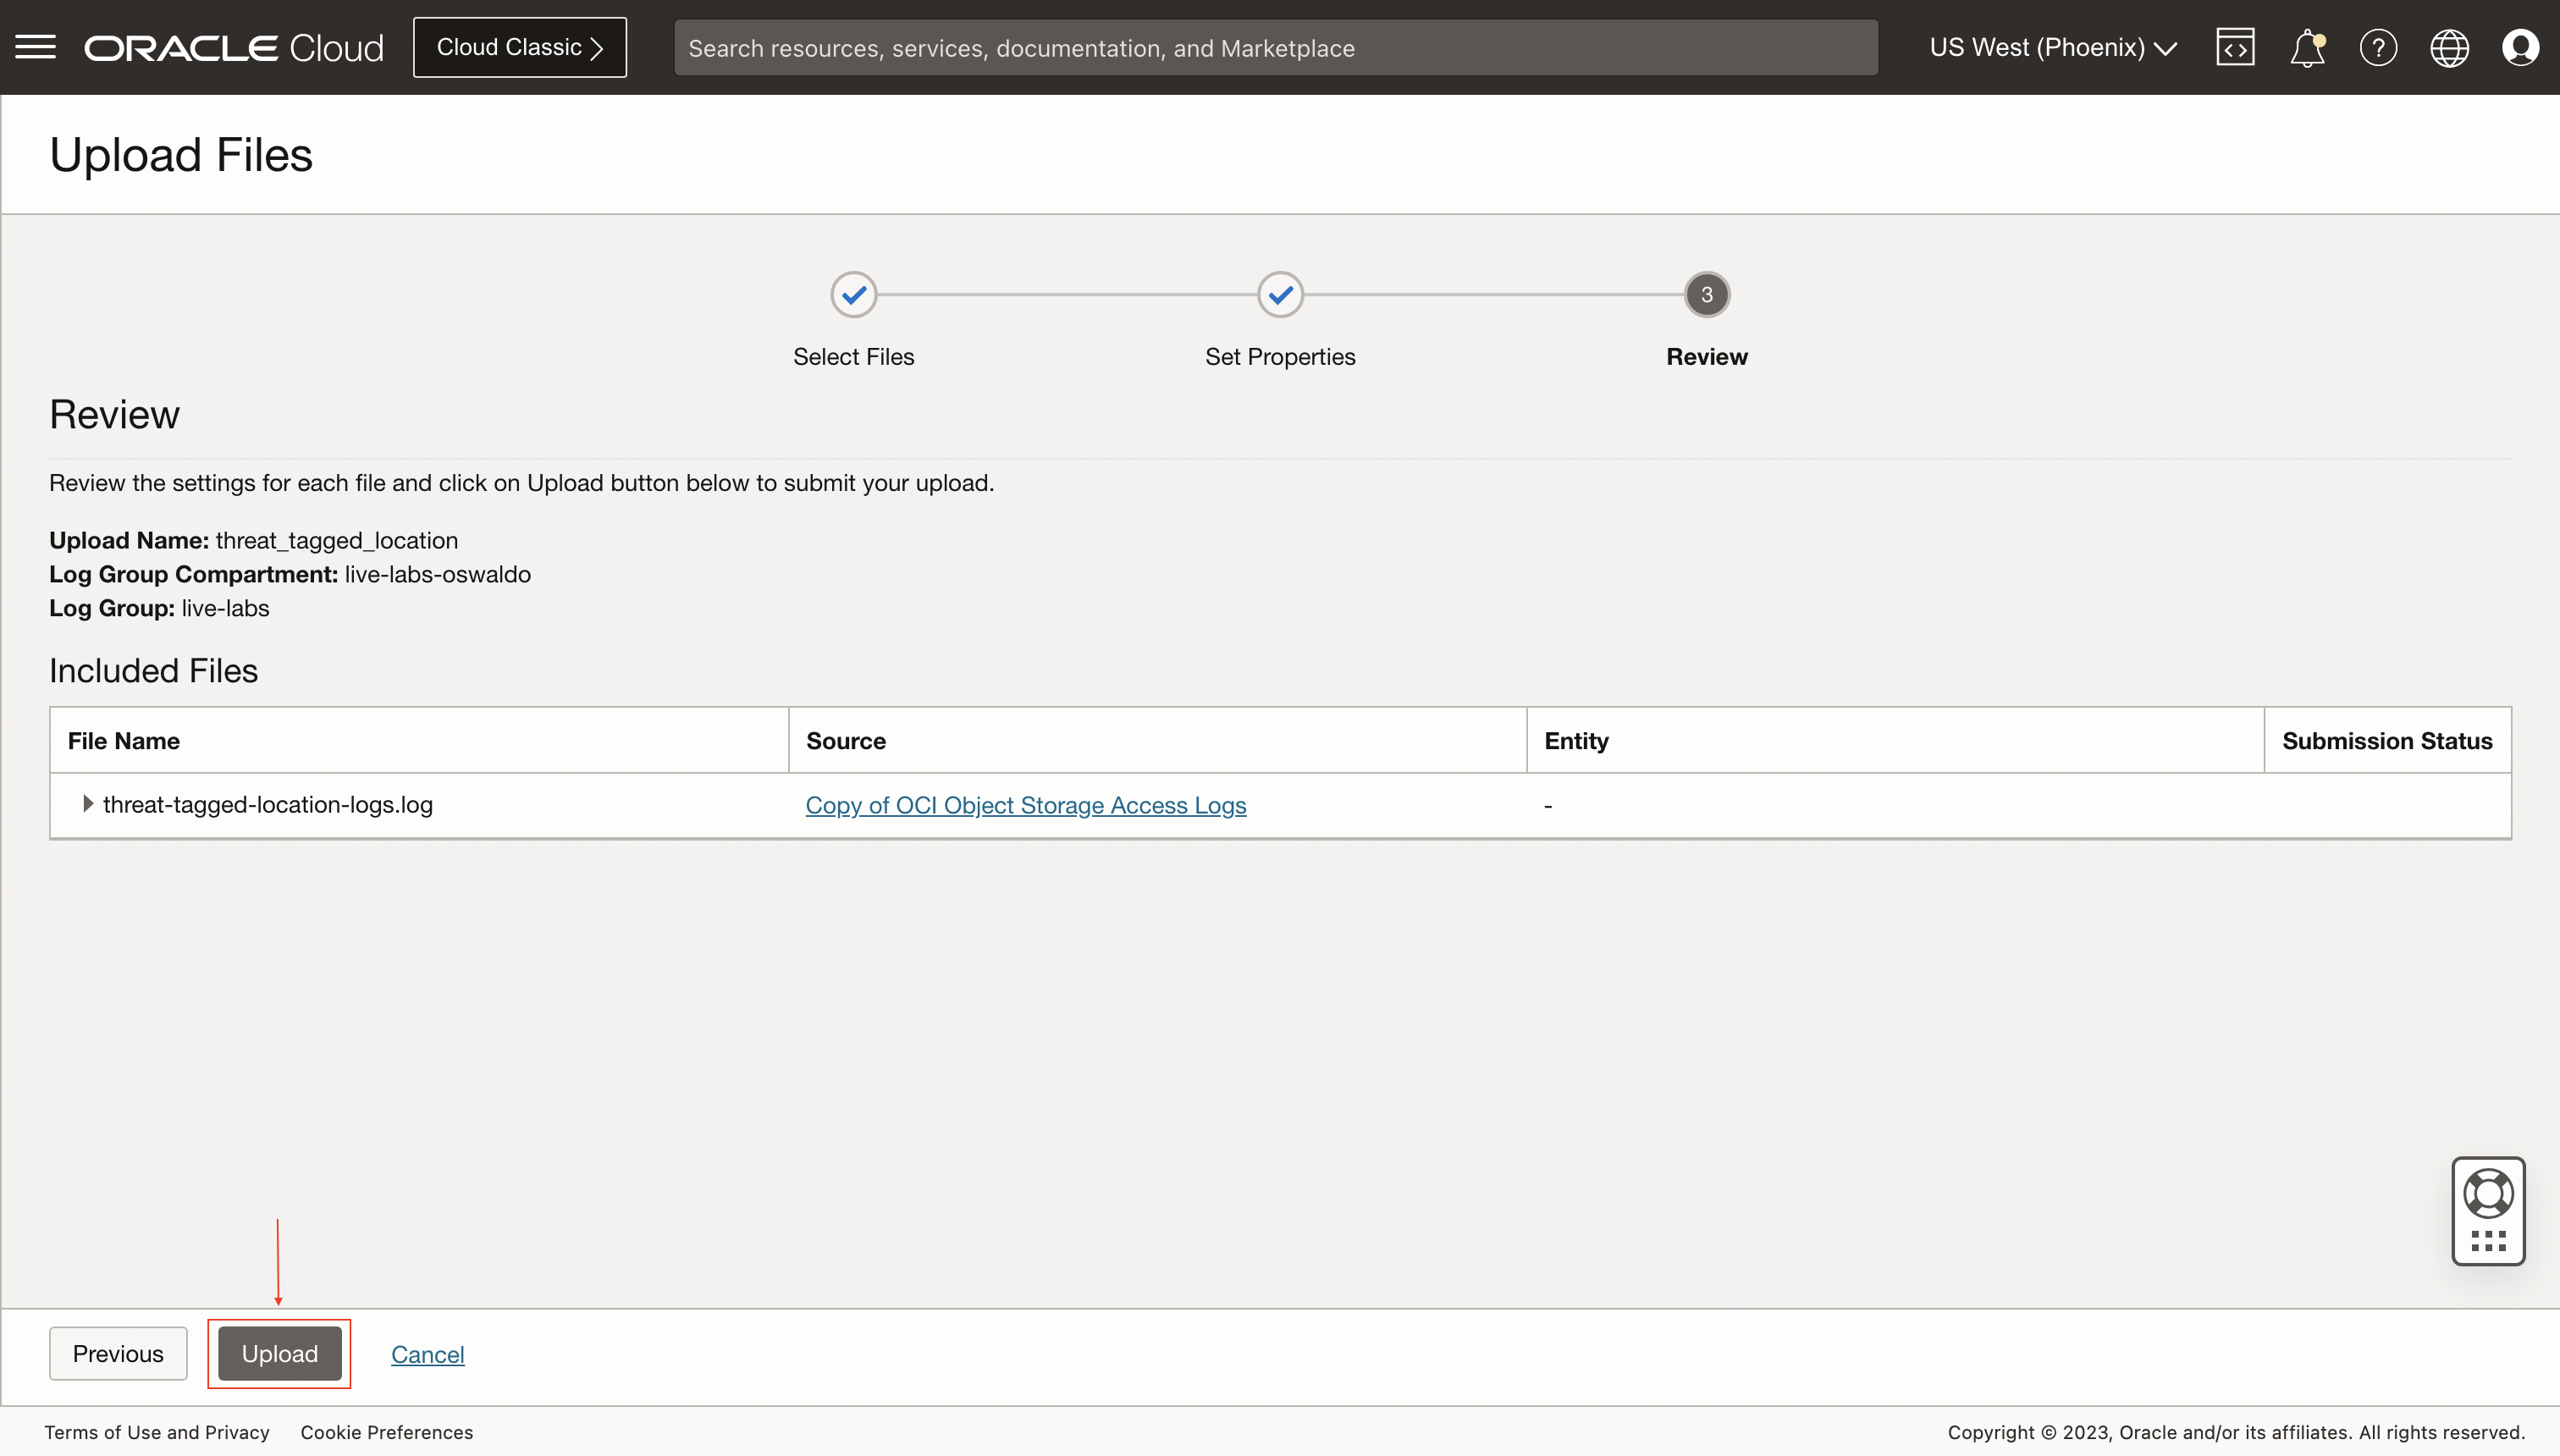 ORACLE Cloud
Cloud Classic
Search resources, services, documentation, and Marketplace
US West (Phoenix)
Upload Files
3
Select Files
Set Properties
Review
Review
Review the settings for each file and click on Upload button below to submit your upload.
Upload Name: threat_tagged_location
Log Group Compartment: live-labs-oswaldo
Log Group: live-labs
Included Files
File Name Source Entity Submission Status
threat-tagged-location-logs.log Copy of OCI Object Storage Access Logs -
Previous Upload Cancel
Terms of Use and Privacy Cookie Preferences Copyright © 2023, Oracle and/or its affiliates. All rights reserved.